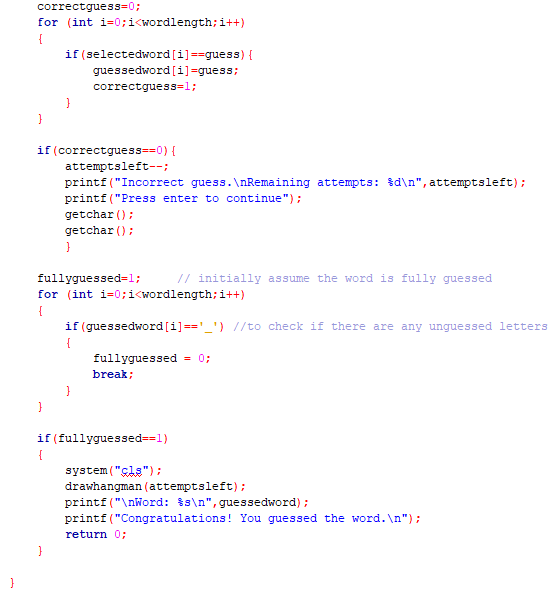 correctguess=0;
for (int i=0;i<wordlength;i++)
{
if(selectedword[i]==guess){
guessedword[i]=guess;
correctguess=1;
}
}
if(correctguess==0){
attemptsleft--;
printf("Incorrect guess.\nRemaining attempts: %d\n",attemptsleft);
printf("Press enter to continue");
getchar();
getchar();
}
fullyguessed=1; // initially assume the word is fully guessed
for (int i=0;i<wordlength;i++)
{
if(guessedword[i]=='_') //to check if there are any unguessed letters
{
fullyguessed = 0;
break;
}
}
if(fullyguessed==1)
{
system("cls");
drawhangman(attemptsleft);
printf("\nWord: %s\n",guessedword);
printf("Congratulations! You guessed the word.\n");
return 0;
}
}